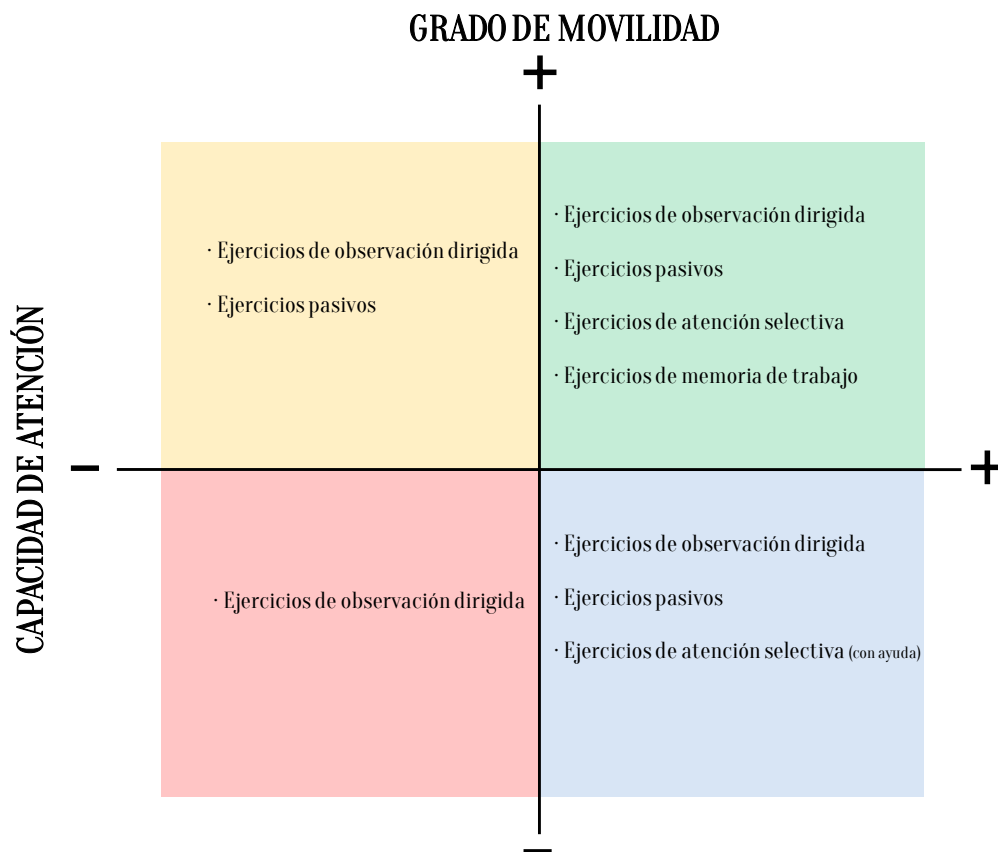 GRADO DE MOVILIDAD
+
· Ejercicios de observación dirigida
· Ejercicios pasivos
· Ejercicios de observación dirigida
· Ejercicios pasivos
· Ejercicios de atención selectiva
· Ejercicios de memoria de trabajo
CAPACIDAD DE ATENCIÓN
−
+
· Ejercicios de observación dirigida
· Ejercicios de observación dirigida
· Ejercicios pasivos
· Ejercicios de atención selectiva (con ayuda)
−